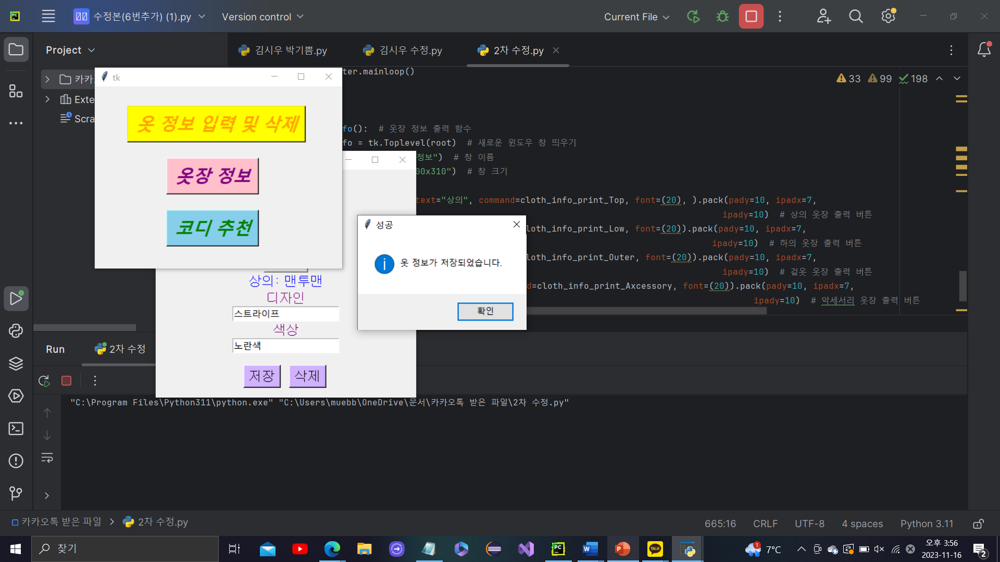 수정본(6번추가) (1).py
Version control
Current File
Project
김시우 박기쁨.py
김시우 수정.py
2차 수정.py
ter.mainloop()
33 99 198
카카
Exte
Scra
tk
옷 정보 입력 및 삭제
옷장 정보
코디 추천
fo():  # 옷장 정보 출력 함수
fo = tk.Toplevel(root)  # 새로운 윈도우 창 띄우기
정보")  # 창 이름
00x310")  # 창 크기
text="상의", command=cloth_info_print_Top, font=(20), ).pack(pady=10, ipadx=7,
ipady=10)  # 상의 옷장 출력 버튼
loth_info_print_Low, font=(20)).pack(pady=10, ipadx=7,
ipady=10)  # 하의 옷장 출력 버튼
loth_info_print_Outer, font=(20)).pack(pady=10, ipadx=7,
ipady=10)  # 겉옷 옷장 출력 버튼
d=cloth_info_print_Axcessory, font=(20)).pack(pady=10, ipadx=7,
ipady=10)  # 악세서리 옷장 출력 버튼
성공
옷 정보가 저장되었습니다.
확인
상의: 맨투맨
디자인
스트라이프
색상
노란색
저장 삭제
Run
2차 수정
"C:\Program Files\Python311\python.exe" "C:\Users\muebb\OneDrive\문서\카카오톡 받은 파일\2차 수정.py"
카카오톡 받은 파일 > 2차 수정.py
665:16 CRLF UTF-8 4 spaces Python 3.11
찾기
7°C
오후 3:56
2023-11-16
2